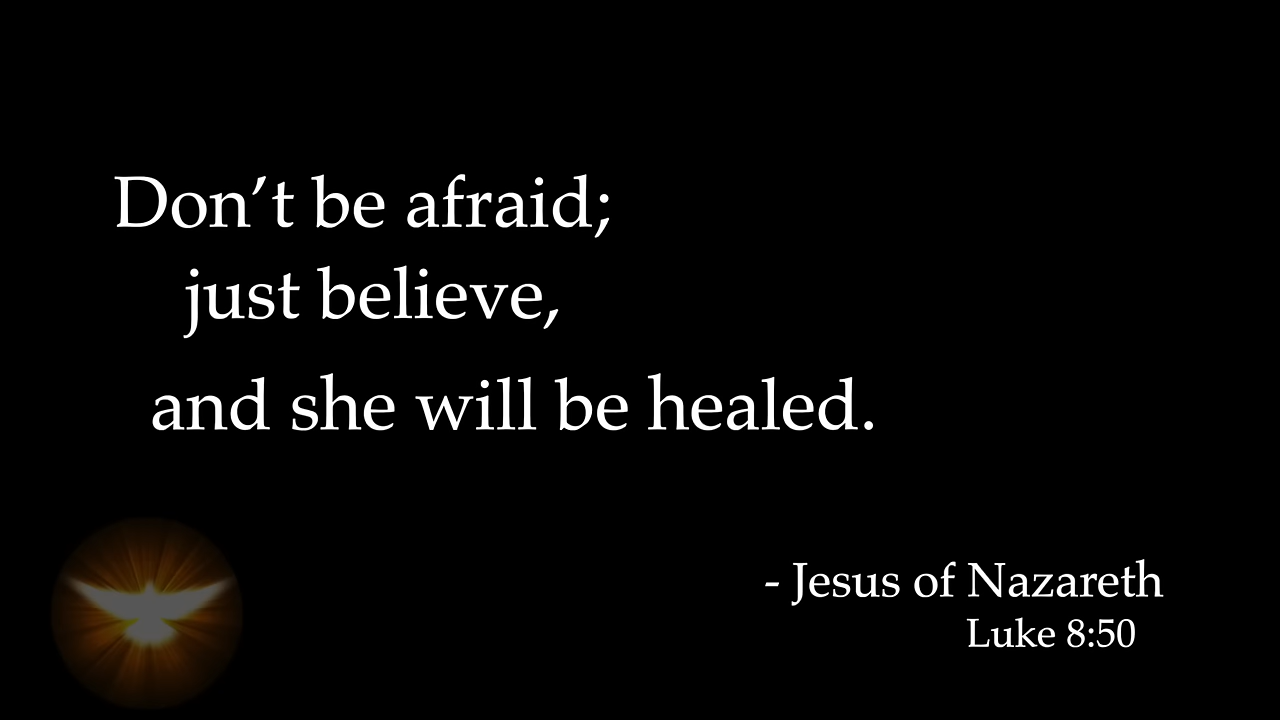 Don’t be afraid;
just believe,
and she will be healed.
- Jesus of Nazareth
Luke 8:50